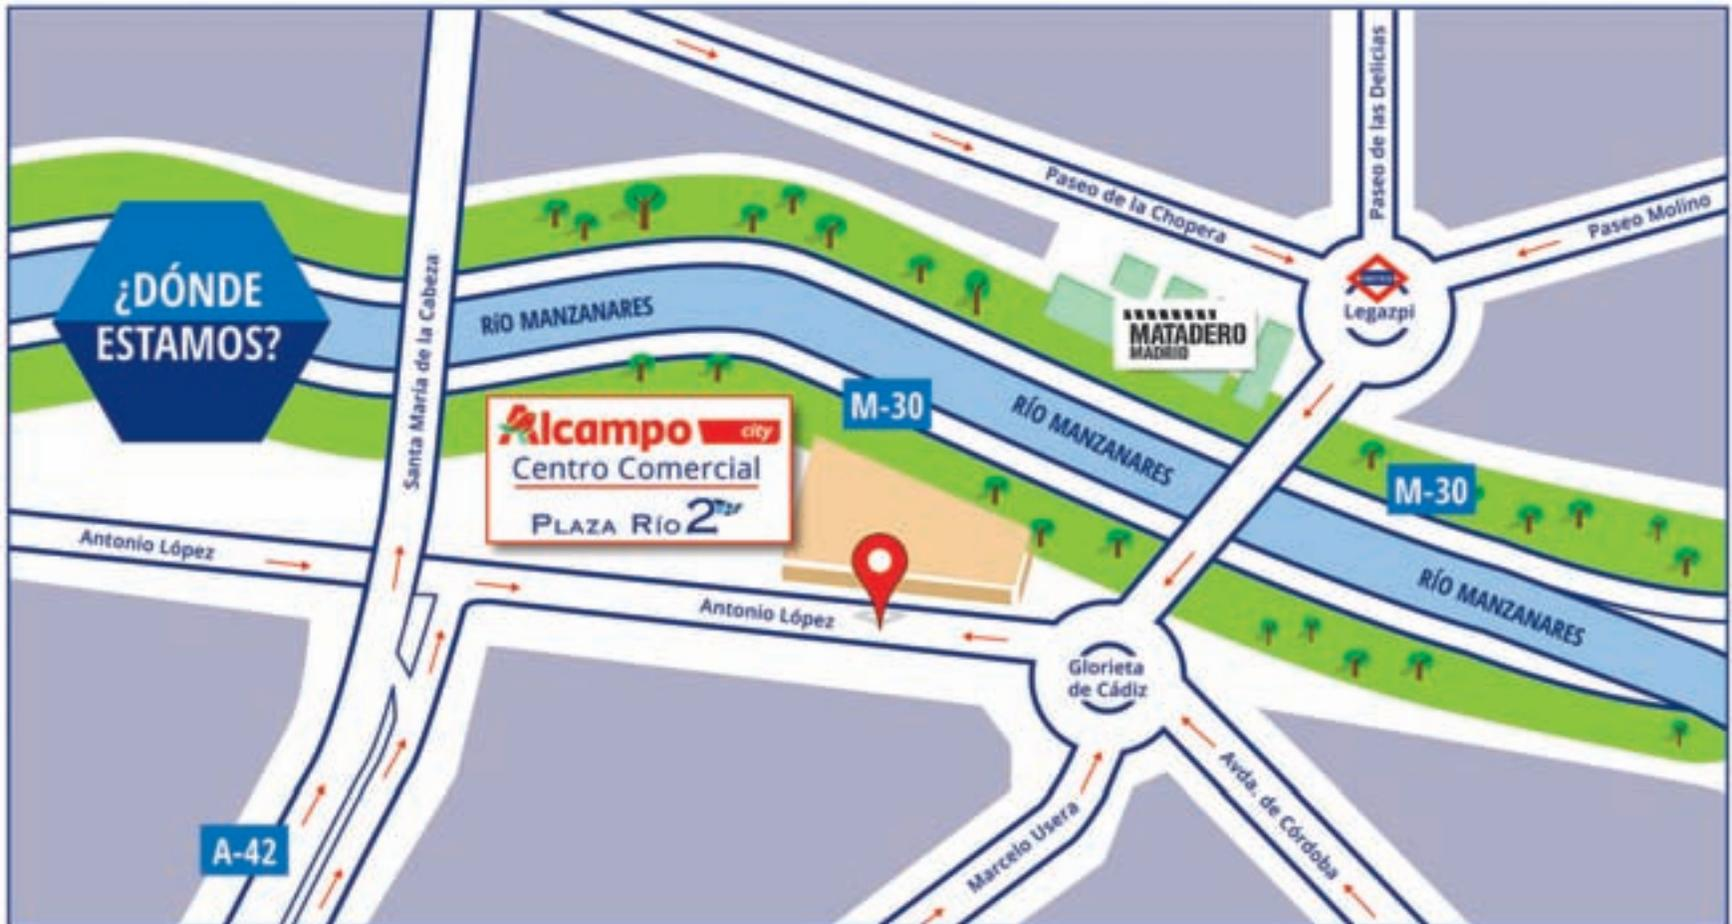 Paseo de las Delicias
Paseo de la Chopera
Paseo Molino
¿DÓNDE
ESTAMOS?
Santa María de la Cabeza
RíO MANZANARES
Legazpi
MATADERO
MADRID
M-30
Alcampo city
Centro Comercial
PLAZA RÍO 2
RÍO MANZANARES
M-30
Antonio López
Antonio López
RÍO MANZANARES
Glorieta
de Cádiz
A-42
Marcelo Usera
Avda. de Córdoba